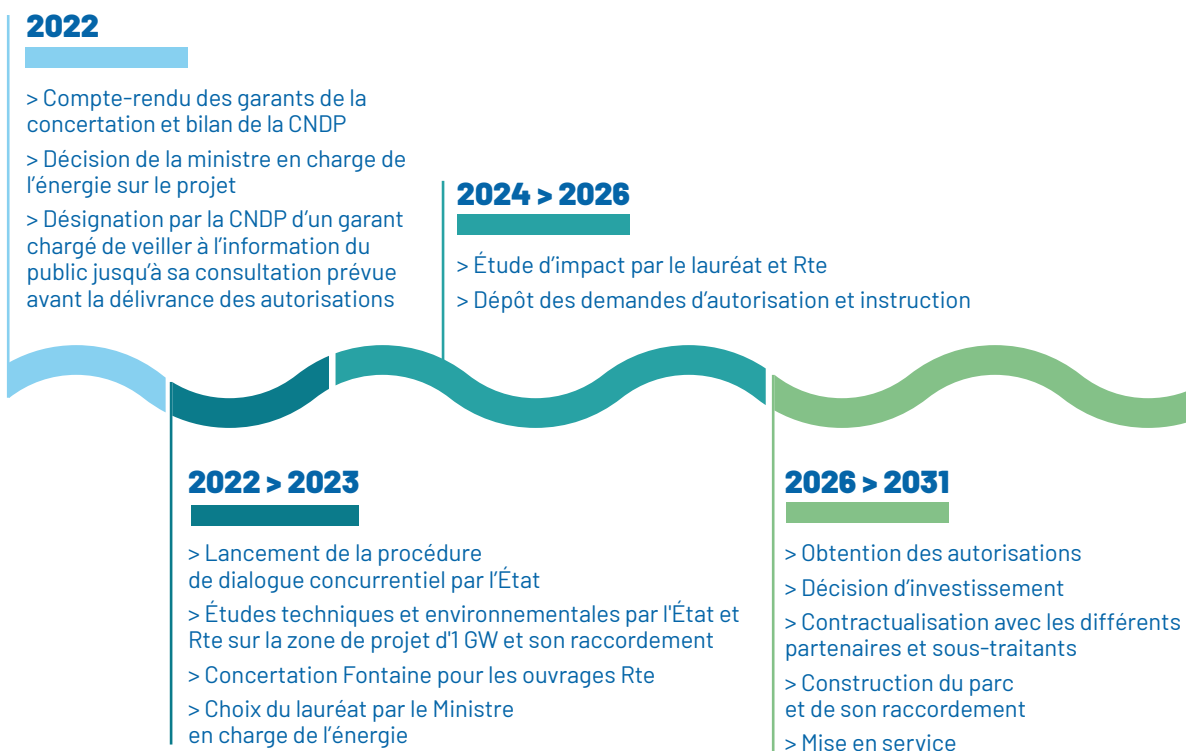 2022
> Compte-rendu des garants de la
concertation et bilan de la CNDP
> Décision de la ministre en charge de
l'énergie sur le projet
> Désignation par la CNDP d'un garant
chargé de veiller à l'information du
public jusqu'à sa consultation prévue
avant la délivrance des autorisations
2024 > 2026
> Étude d'impact par le lauréat et Rte
> Dépôt des demandes d'autorisation et instruction
2022 > 2023
> Lancement de la procédure
de dialogue concurrentiel par l'État
> Études techniques et environnementales par l'État et
Rte sur la zone de projet d'1 GW et son raccordement
> Concertation Fontaine pour les ouvrages Rte
> Choix du lauréat par le Ministre
en charge de l'énergie
2026 > 2031
> Obtention des autorisations
> Décision d'investissement
> Contractualisation avec les différents
partenaires et sous-traitants
> Construction du parc
et de son raccordement
> Mise en service